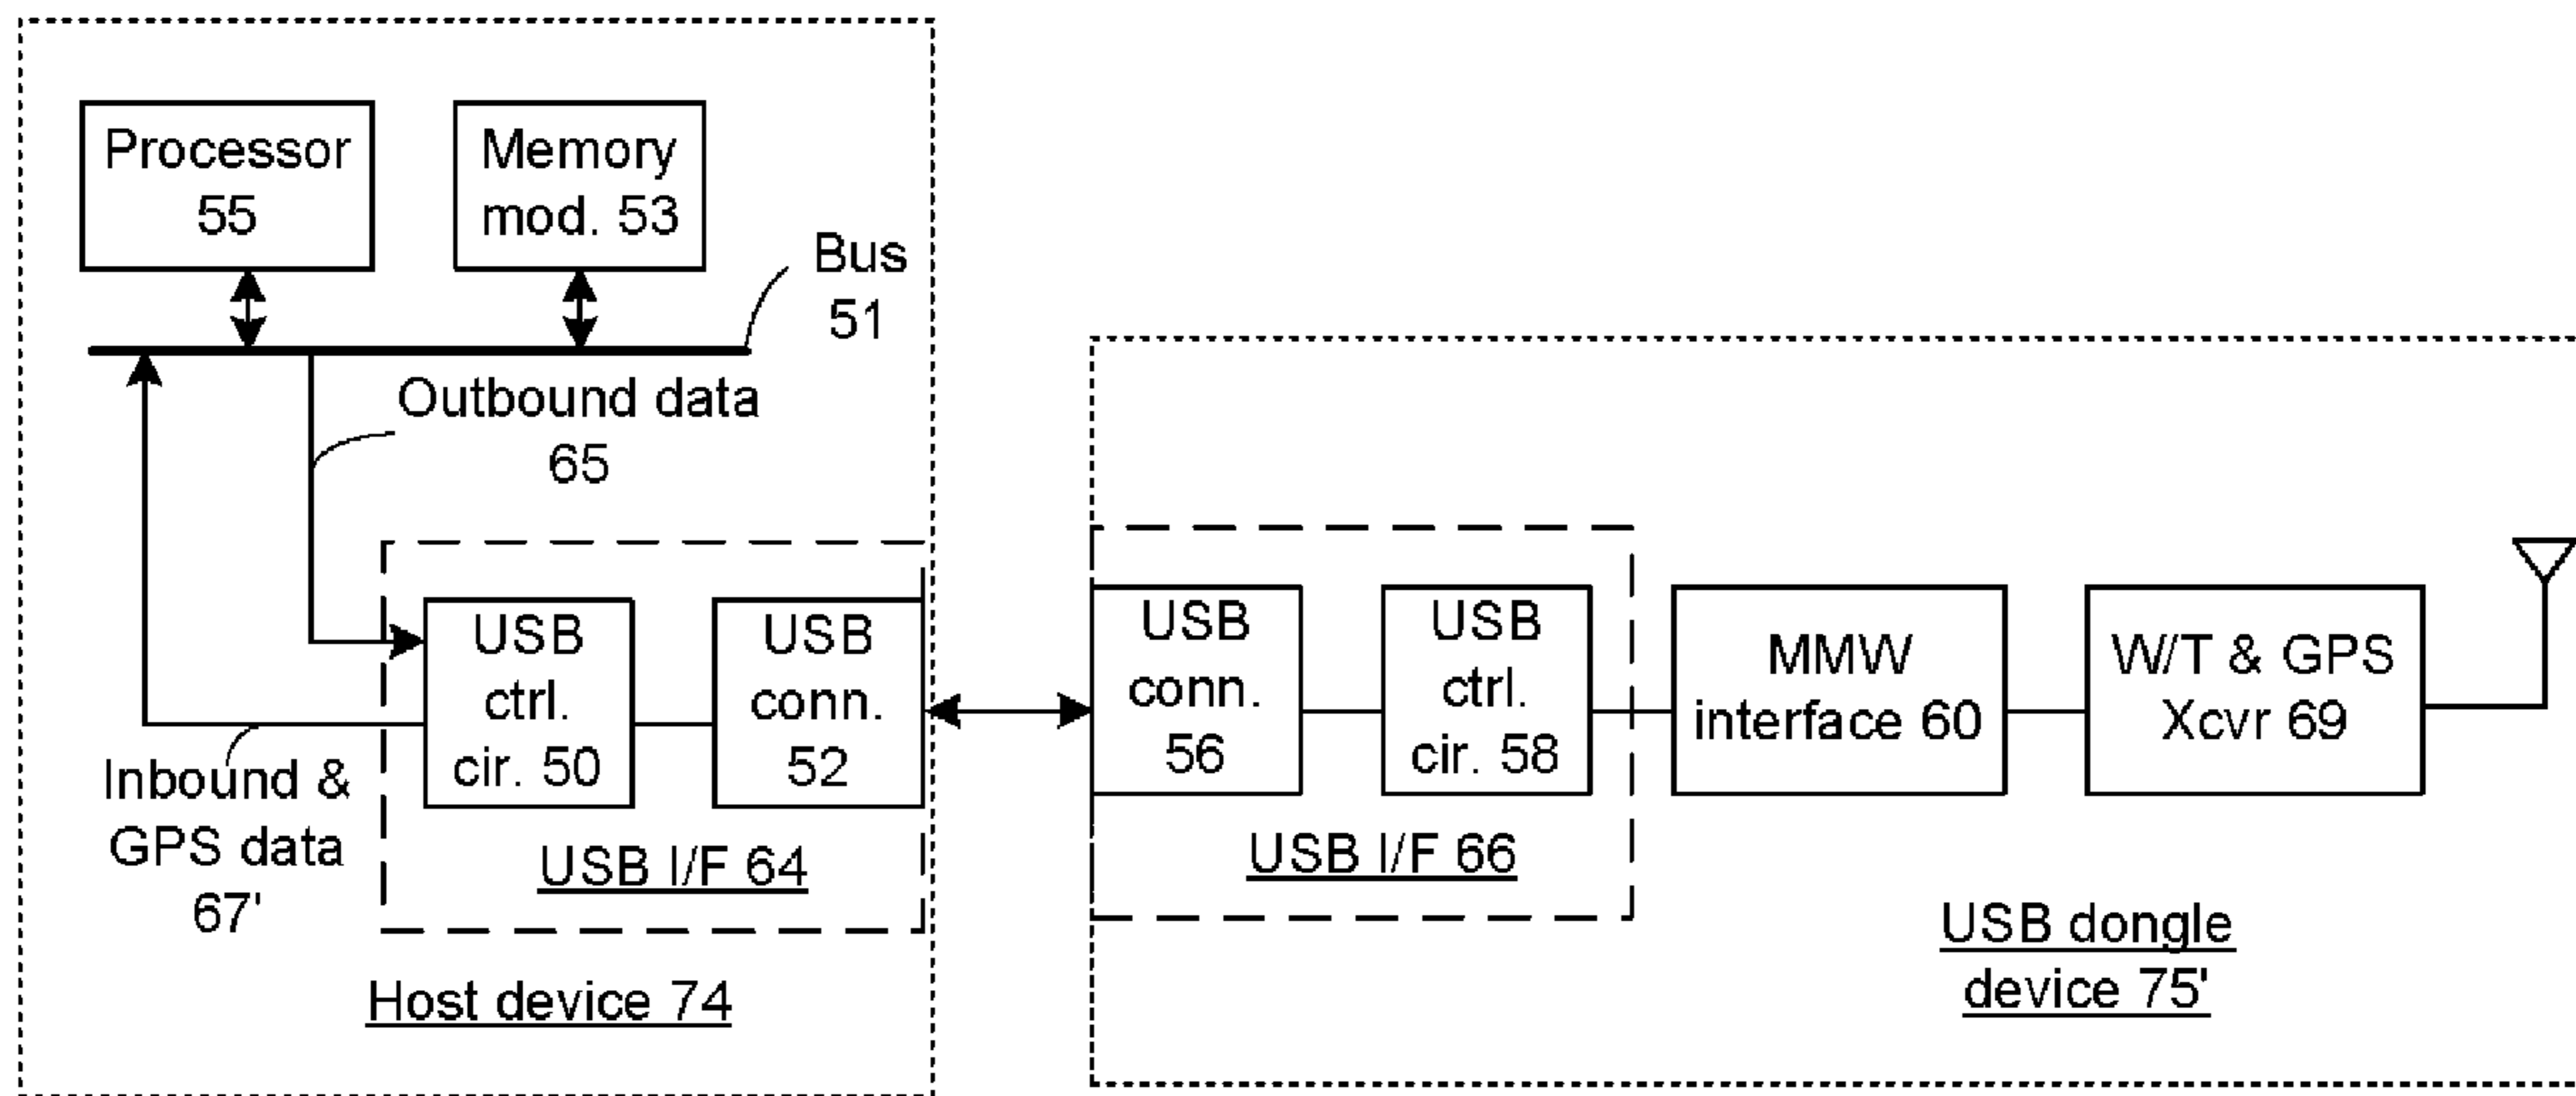 Processor
55
Memory
mod. 53
Bus
51
Outbound data
65
Inbound &
GPS data
67'
USB
ctrl.
cir. 50
USB
conn.
52
USB I/F 64
Host device 74
USB
conn.
56
USB
ctrl.
cir. 58
USB I/F 66
MMW
interface 60
W/T & GPS
Xcvr 69
USB dongle
device 75'